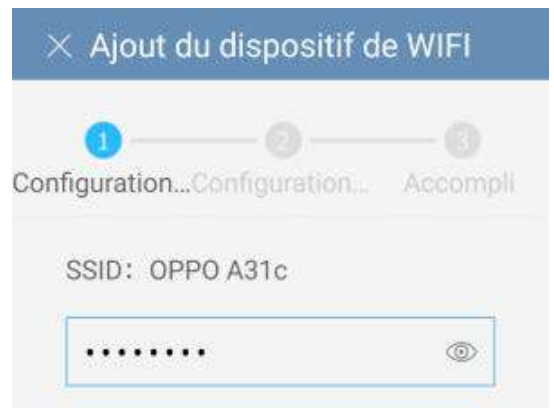 Ajout du dispositif de WIFI
1 2 3
Configuration... Configuration... Accompli
SSID: OPPO A31c
••••••••